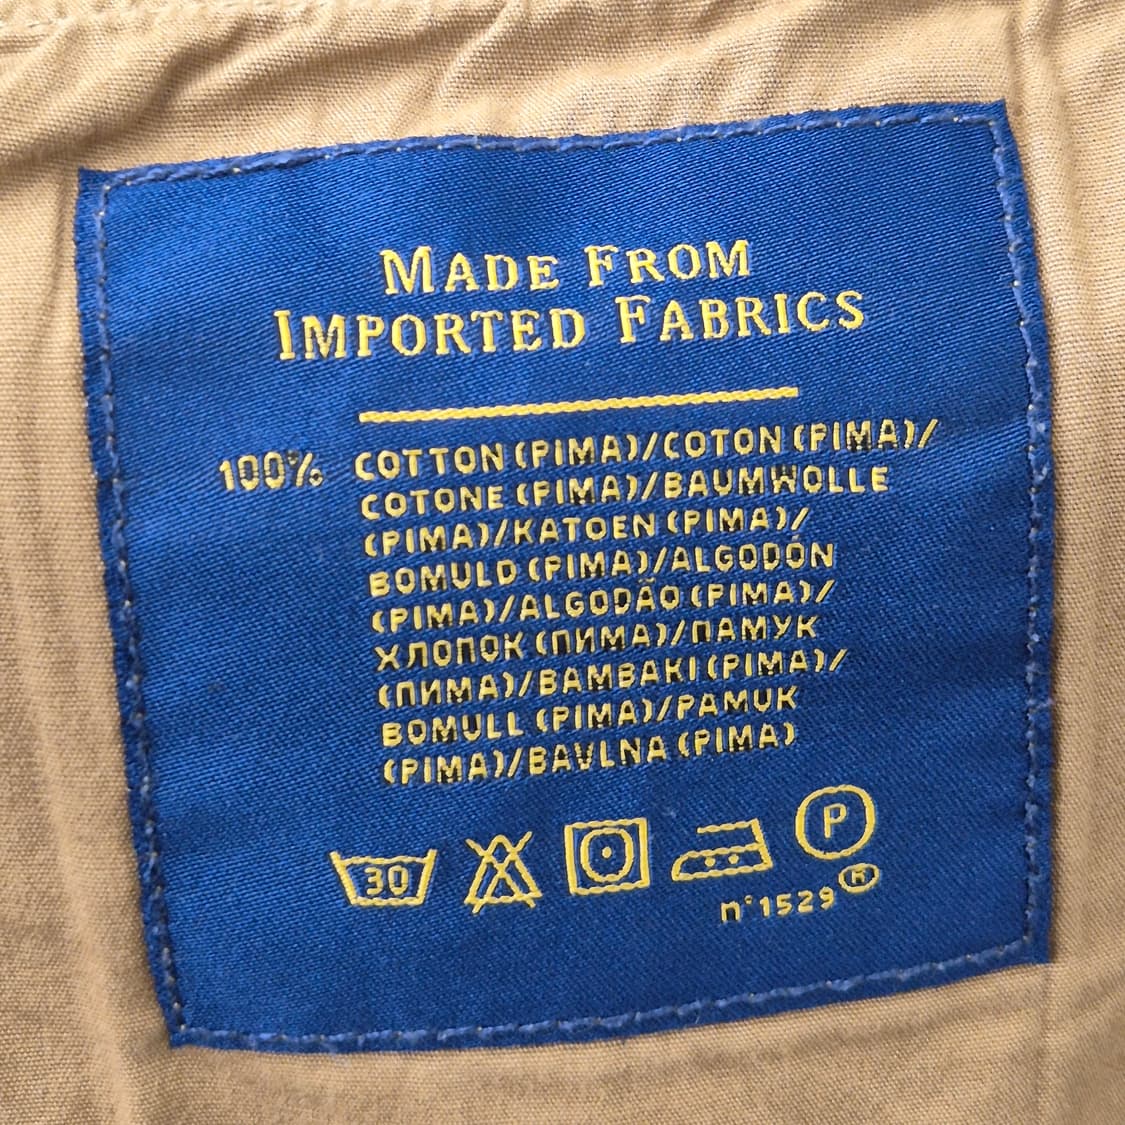 MADE FROM
IMPORTED FABRICS
100% COTTON (PIMA)/COTON (PIMA)/
COTONE (PIMA)/BAUMWOLLE
(PIMA)/KATOEN (PIMA)/
BOMULD (PIMA)/ALGODÓN
(PIMA)/ALGODÃO (PIMA)/
ХЛОПОК (ПИМА)/ПАМУК
(ПИМА)/BAMBAKI (PIMA)/
BOMULL (PIMA)/PAMUK
(PIMA)/BAVLNA (PIMA)
30
P
n°1529 ®